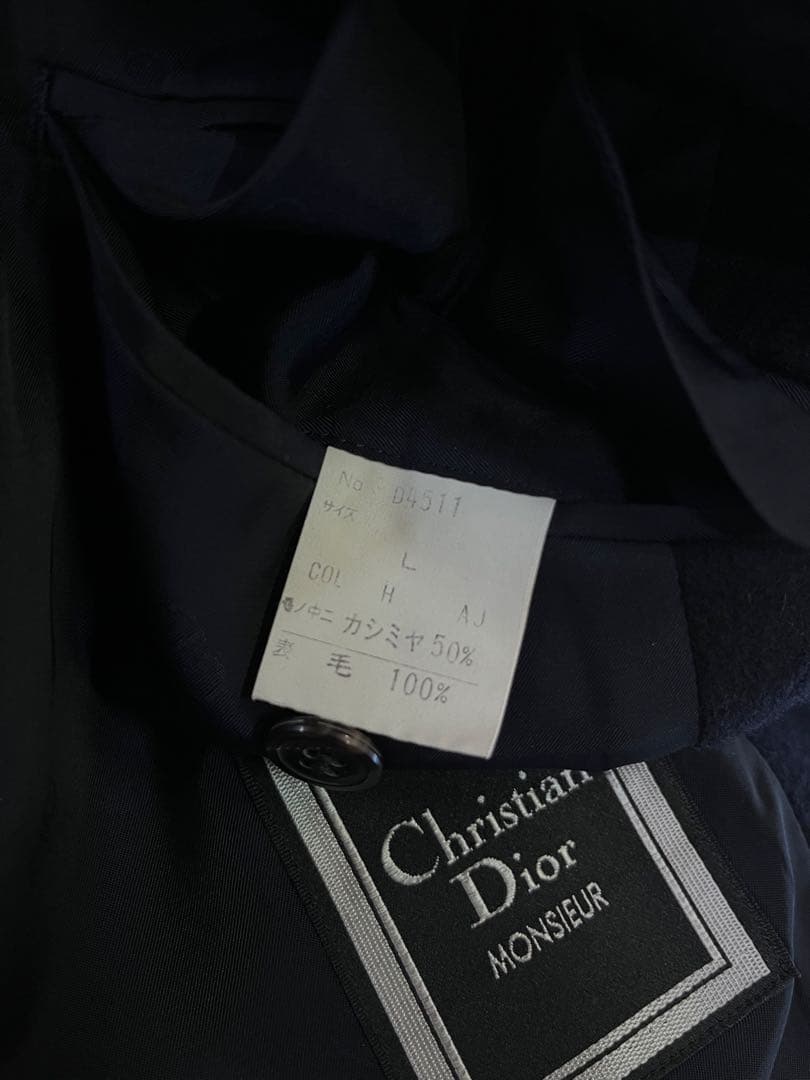 No D4511
サイズ
L
COL H AJ
毛ノ中ニ カシミヤ 50%
表 毛 100%
Christian
Dior
MONSIEUR